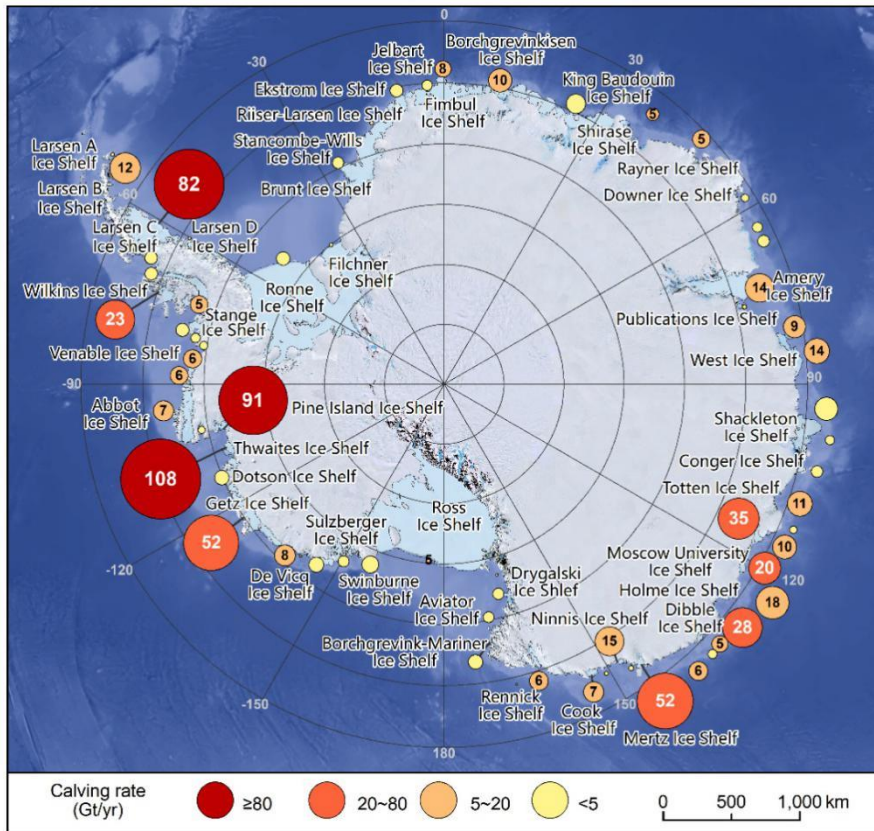 0
Jelbart
Ice Shelf
8
Borchgrevinkisen
Ice Shelf
10
-30
30
Ekstrom Ice Shelf
Fimbul
Ice Shelf
King Baudouin
Ice Shelf
5
Riiser-Larsen Ice Shelf
Shirase
Ice Shelf
5
Stancombe-Wills
Ice Shelf
Rayner Ice Shelf
Larsen A
Ice Shelf
12
82
Brunt Ice Shelf
Downer Ice Shelf
Larsen B
Ice Shelf
-60
60
Larsen C
Ice Shelf
Larsen D
Ice Shelf
Filchner
Ice Shelf
Ronne
Ice Shelf
Amery
Ice Shelf
14
Wilkins Ice Shelf
5
23
Stange
Ice Shelf
Publications Ice Shelf
9
Venable Ice Shelf
6
West Ice Shelf
14
6
-90
90
91
Pine Island Ice Shelf
7
Abbot
Ice Shelf
Shackleton
Ice Shelf
Thwaites Ice Shelf
108
Conger Ice Shelf
Dotson Ice Shelf
Totten Ice Shelf
Getz Ice Shelf
Ross
Ice Shelf
11
35
52
Sulzberger
Ice Shelf
10
8
5
Moscow University
Ice Shelf
20
-120
120
De Vicq
Ice Shelf
Swinburne
Ice Shelf
Drygalski
Ice Shlef
Holme Ice Shelf
18
Aviator
Ice Shelf
Dibble
Ice Shelf
28
Ninnis Ice Shelf
15
5
Borchgrevink-Mariner
Ice Shelf
6
6
Rennick
Ice Shelf
7
Cook
Ice Shelf
52
-150
150
Mertz Ice Shelf
180
Calving rate
(Gt/yr)
≥80
20~80
5~20
<5
0 500 1,000 km